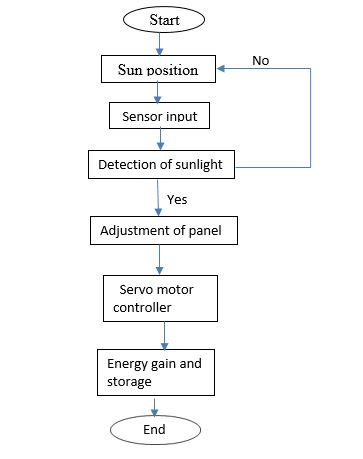 Start
Sun position
No
Sensor input
Detection of sunlight
Yes
Adjustment of panel
Servo motor
controller
Energy gain and
storage
End